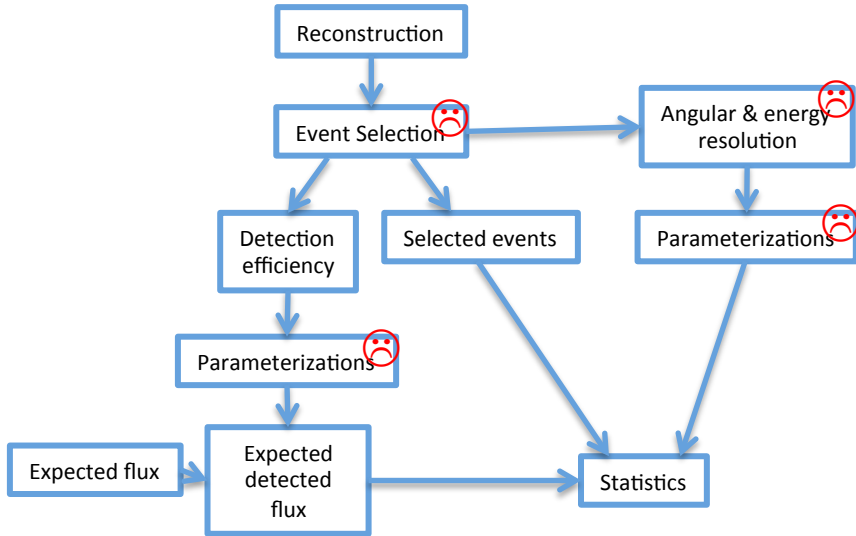 Reconstruction
Event Selection
Angular & energy
resolution
Detection
efficiency
Selected events
Parameterizations
Parameterizations
Expected flux
Expected
detected
flux
Statistics